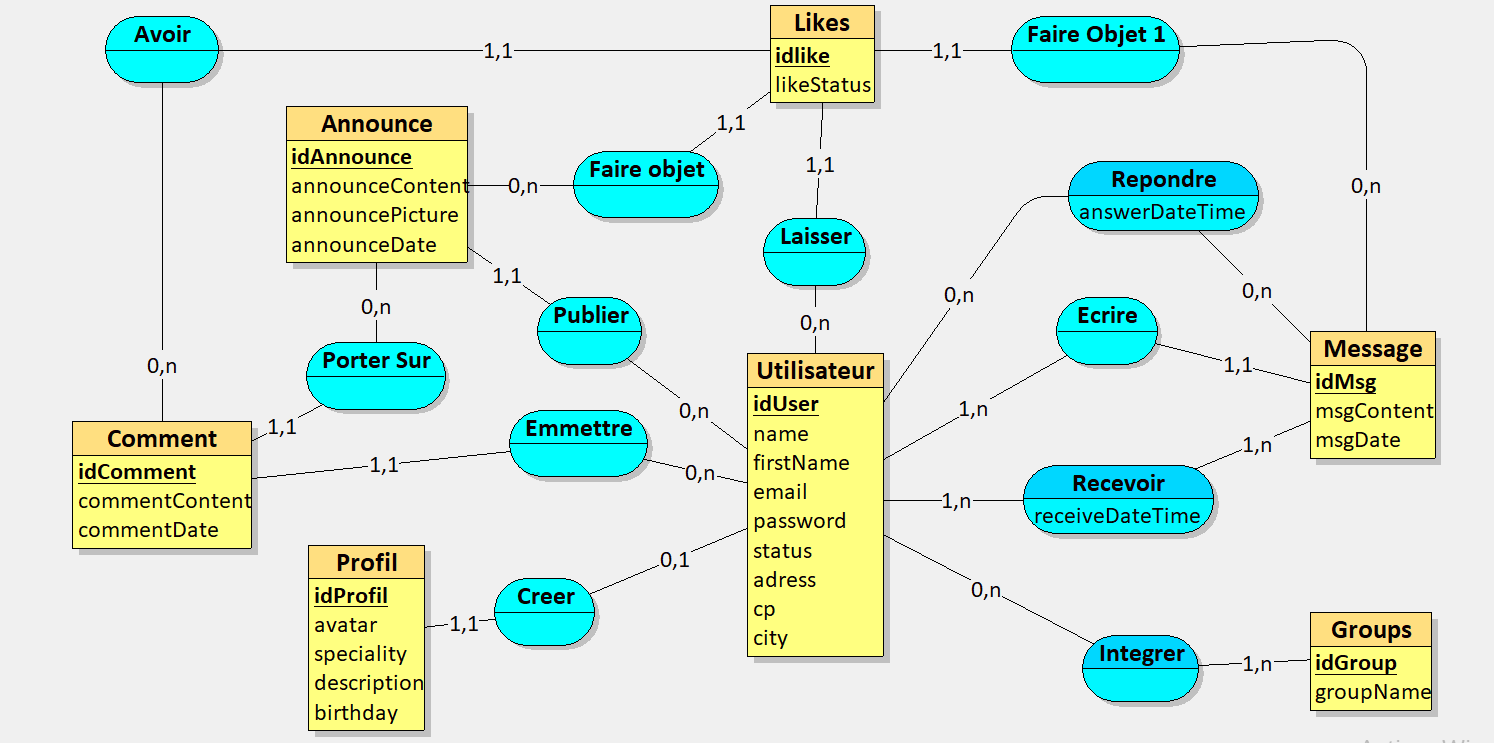 Avoir
1,1
Likes
idlike
likeStatus
1,1
Faire Objet 1
Announce
idAnnounce
announceContent
announcePicture
announceDate
1,1
Faire objet
0,n
1,1
Laisser
0,n
Repondre
answerDateTime
0,n
1,1
Publier
0,n
0,n
0,n
Ecrire
0,n
Porter Sur
0,n
Utilisateur
idUser
name
firstName
email
password
status
adress
cp
city
1,1
Message
idMsg
msgContent
msgDate
1,n
0,n
1,1
Emmettre
Comment
idComment
commentContent
commentDate
1,1
0,n
1,n
1,n
Recevoir
receiveDateTime
Profil
idProfil
avatar
speciality
description
birthday
0,1
Creer
1,1
0,n
Integrer
1,n
Groups
idGroup
groupName